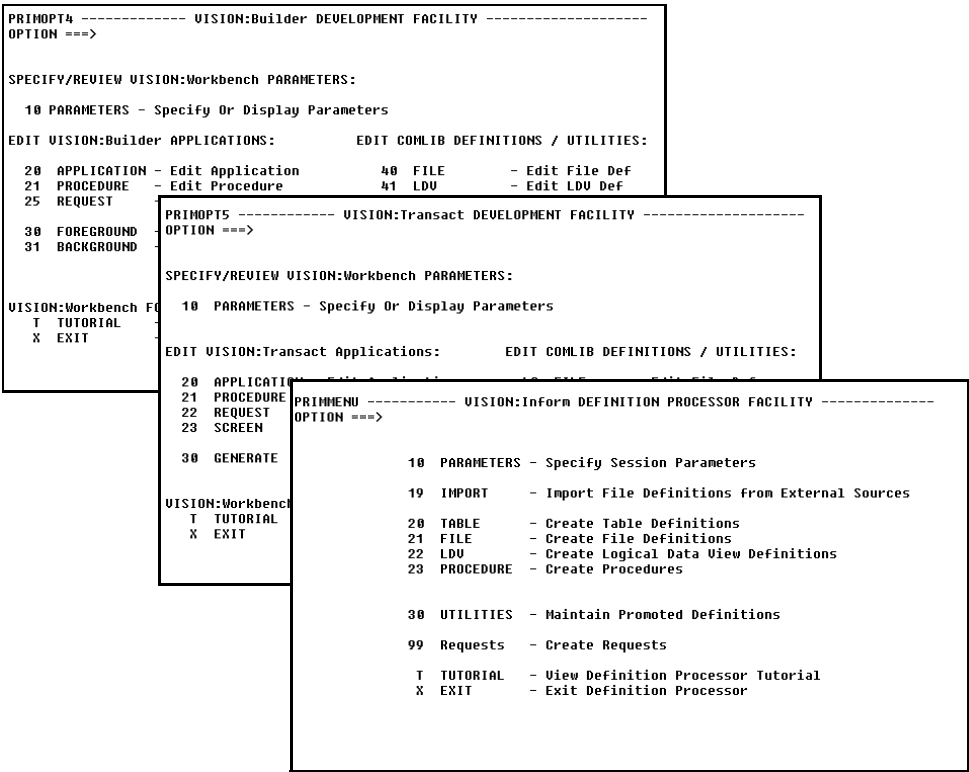 PRIMOPT4 ------------- VISION:Builder DEVELOPMENT FACILITY --------------------
OPTION ===>
SPECIFY/REVIEW VISION:Workbench PARAMETERS:
10 PARAMETERS - Specify Or Display Parameters
EDIT VISION:Builder APPLICATIONS: EDIT COMLIB DEFINITIONS / UTILITIES:
20 APPLICATION - Edit Application 40 FILE - Edit File Def
21 PROCEDURE - Edit Procedure 41 LDV - Edit LDV Def
25 REQUEST -
30 FOREGROUND -
31 BACKGROUND -
VISION:Workbench FO
T TUTORIAL -
X EXIT -
PRIMOPT5 ------------ VISION:Transact DEVELOPMENT FACILITY --------------------
OPTION ===>
SPECIFY/REVIEW VISION:Workbench PARAMETERS:
10 PARAMETERS - Specify Or Display Parameters
EDIT VISION:Transact Applications: EDIT COMLIB DEFINITIONS / UTILITIES:
20 APPLICATI
21 PROCEDURE
22 REQUEST
23 SCREEN
30 GENERATE
VISION:Workbench
T TUTORIAL
X EXIT
PRIMMENU ----------- VISION:Inform DEFINITION PROCESSOR FACILITY --------------
OPTION ===>
10 PARAMETERS - Specify Session Parameters
19 IMPORT - Import File Definitions from External Sources
20 TABLE - Create Table Definitions
21 FILE - Create File Definitions
22 LDV - Create Logical Data View Definitions
23 PROCEDURE - Create Procedures
30 UTILITIES - Maintain Promoted Definitions
99 Requests - Create Requests
T TUTORIAL - View Definition Processor Tutorial
X EXIT - Exit Definition Processor